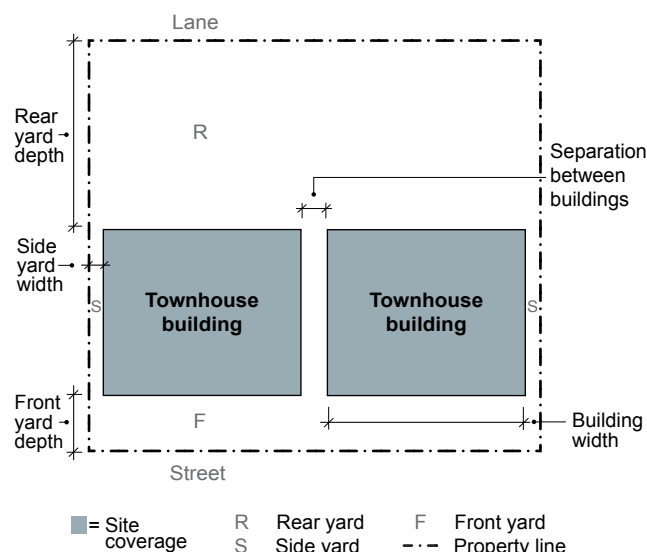 Lane
Rear
yard
depth
R
Separation
between
buildings
Side
yard
width
S
Townhouse
building
Townhouse
building
S
Front
yard
depth
F
Building
width
Street
= Site
coverage
R Rear yard
S Side yard
F Front yard
Property line